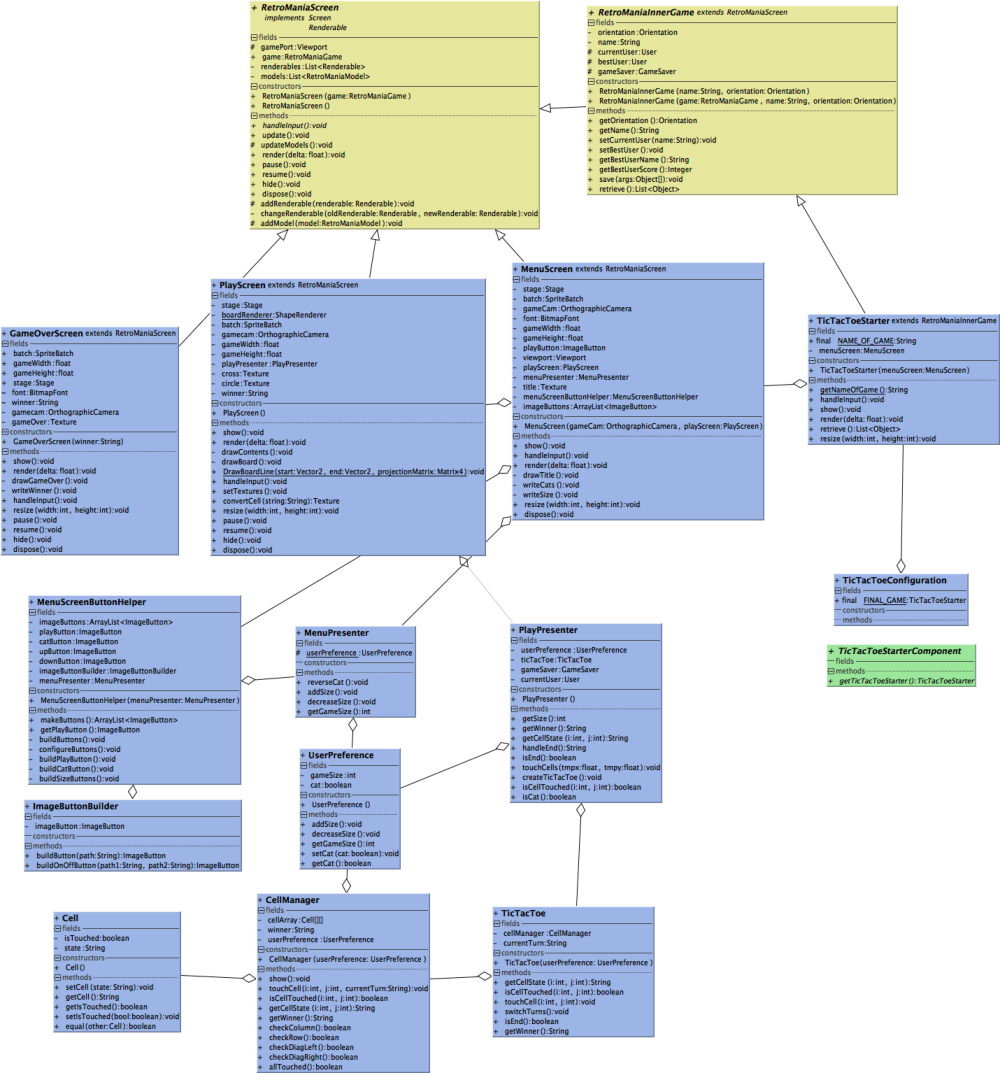 + RetroManiaScreen
implements Screen
Renderable
fields
# gamePort:Viewport
+ game:RetroManiaGame
- renderables:List<Renderable>
- models:List<RetroManiaModel>
constructors
+ RetroManiaScreen (game:RetroManiaGame)
+ RetroManiaScreen ()
methods
+ handleInput():void
+ update():void
# updateModels():void
+ render(delta: float):void
+ pause():void
+ resume():void
+ hide():void
+ dispose():void
# addRenderable (renderable: Renderable):void
- changeRenderable (oldRenderable: Renderable, newRenderable: Renderable):void
# addModel (model:RetroManiaModel):void
+ RetroManiaInnerGame extends RetroManiaScreen
fields
- orientation:Orientation
- name:String
# currentUser:User
# bestUser:User
# gameSaver:GameSaver
constructors
+ RetroManiaInnerGame (name:String, orientation:Orientation)
+ RetroManiaInnerGame (game:RetroManiaGame, name:String, orientation:Orientation)
methods
+ getOrientation ():Orientation
+ getName():String
+ setCurrentUser (name:String):void
+ setBestUser ():void
+ getBestUserName():String
+ getBestUserScore():Integer
+ save(args:Object[]):void
+ retrieve():List<Object>
+ GameOverScreen extends RetroManiaScreen
fields
+ batch:SpriteBatch
+ gameWidth:float
+ gameHeight:float
+ stage:Stage
~ font:BitmapFont
~ winner:String
- gamecam:OrthographicCamera
- gameOver:Texture
constructors
+ GameOverScreen (winner:String)
methods
+ show():void
+ render(delta: float):void
- drawGameOver():void
- writeWinner():void
+ handleInput():void
+ resize (width:int, height:int):void
+ pause():void
+ resume():void
+ hide():void
+ dispose():void
+ PlayScreen extends RetroManiaScreen
fields
- stage:Stage
- boardRenderer:ShapeRenderer
- batch:SpriteBatch
- gamecam:OrthographicCamera
- gameWidth:float
- gameHeight:float
- playPresenter:PlayPresenter
- cross:Texture
- circle:Texture
- winner:String
constructors
+ PlayScreen()
methods
+ show():void
+ render(delta: float):void
- drawContents():void
- drawBoard():void
+ DrawBoardLine (start:Vector2, end:Vector2, projectionMatrix: Matrix4):void
+ handleInput():void
+ setTextures():void
- convertCell (string:String):Texture
+ resize (width:int, height:int):void
+ pause():void
+ resume():void
+ hide():void
+ dispose():void
+ MenuScreen extends RetroManiaScreen
fields
- stage:Stage
- batch:SpriteBatch
- gameCam:OrthographicCamera
- font:BitmapFont
- gameWidth:float
- gameHeight:float
- playButton:ImageButton
- viewport:Viewport
- playScreen:PlayScreen
- menuPresenter:MenuPresenter
- title:Texture
- menuScreenButtonHelper:MenuScreenButtonHelper
- imageButtons:ArrayList<ImageButton>
constructors
+ MenuScreen (gameCam:OrthographicCamera, playScreen:PlayScreen)
methods
+ show():void
+ handleInput():void
+ render(delta: float):void
- drawTitle():void
- writeCats():void
- writeSize():void
+ resize (width:int, height:int):void
+ dispose():void
+ TicTacToeStarter extends RetroManiaInnerGame
fields
+ final NAME_OF_GAME:String
- menuScreen:MenuScreen
constructors
+ TicTacToeStarter (menuScreen:MenuScreen)
methods
+ getNameOfGame():String
+ handleInput():void
+ show():void
+ render(delta: float):void
+ retrieve():List<Object>
+ resize (width:int, height:int):void
+ TicTacToeConfiguration
fields
+ final FINAL_GAME:TicTacToeStarter
constructors
methods
+ TicTacToeStarterComponent
fields
methods
+ getTicTacToeStarter():TicTacToeStarter
+ MenuScreenButtonHelper
fields
- imageButtons:ArrayList<ImageButton>
- playButton:ImageButton
- catButton:ImageButton
- upButton:ImageButton
- downButton:ImageButton
- imageButtonBuilder:ImageButtonBuilder
- menuPresenter:MenuPresenter
constructors
+ MenuScreenButtonHelper (menuPresenter:MenuPresenter)
methods
+ makeButtons():ArrayList<ImageButton>
+ getPlayButton():ImageButton
- buildButtons():void
- configureButtons():void
- buildPlayButton():void
- buildCatButton():void
- buildSizeButtons():void
+ MenuPresenter
fields
# userPreference:UserPreference
constructors
methods
+ reverseCat():void
+ addSize():void
+ decreaseSize():void
+ getGameSize():int
+ PlayPresenter
fields
- userPreference:UserPreference
- ticTacToe:TicTacToe
- gameSaver:GameSaver
- currentUser:User
constructors
+ PlayPresenter()
methods
+ getSize():int
+ getWinner():String
+ getCellState (i:int, j:int):String
+ handleEnd():String
+ isEnd():boolean
+ touchCells(tmpx:float, tmpy:float):void
+ createTicTacToe():void
+ isCellTouched(i:int, j:int):boolean
+ isCat():boolean
+ UserPreference
fields
- gameSize:int
- cat:boolean
constructors
+ UserPreference ()
methods
+ addSize():void
+ decreaseSize():void
+ getGameSize():int
+ setCat (cat:boolean):void
+ getCat():boolean
+ ImageButtonBuilder
fields
- imageButton:ImageButton
constructors
methods
+ buildButton(path:String):ImageButton
+ buildOnOffButton(path1:String, path2:String):ImageButton
+ Cell
fields
- isTouched:boolean
- state:String
constructors
+ Cell()
methods
+ setCell (state:String):void
+ getCell():String
+ getIsTouched():boolean
+ setIsTouched(bool:boolean):void
+ equal (other:Cell):boolean
+ CellManager
fields
- cellArray:Cell[][]
- winner:String
- userPreference:UserPreference
constructors
+ CellManager (userPreference: UserPreference)
methods
+ show():void
+ touchCell(i:int, j:int, currentTurn:String):void
+ isCellTouched(i:int, j:int):boolean
+ getCellState (i:int, j:int):String
+ getWinner():String
+ checkColumn():boolean
+ checkRow():boolean
+ checkDiagLeft():boolean
+ checkDiagRight():boolean
+ allTouched():boolean
+ TicTacToe
fields
- cellManager:CellManager
- currentTurn:String
constructors
+ TicTacToe(userPreference: UserPreference)
methods
+ getCellState (i:int, j:int):String
+ isCellTouched(i:int, j:int):boolean
+ touchCell(i:int, j:int):void
- switchTurns():void
+ isEnd():boolean
+ getWinner():String